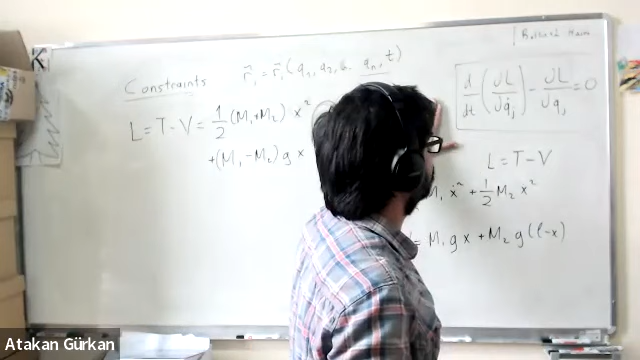 Constraints
r⃗ᵢ = r⃗ᵢ(q₁, q₂, ... qₙ, t)
L = T - V = 1/2 (M₁+M₂) ẋ²
+(M₁ - M₂) g x
d/dt (∂L/∂q̇ⱼ) - ∂L/∂qⱼ = 0
L = T - V
M₁ ẋ² + 1/2 M₂ ẋ²
= M₁ g x + M₂ g (l-x)
Atakan Gürkan